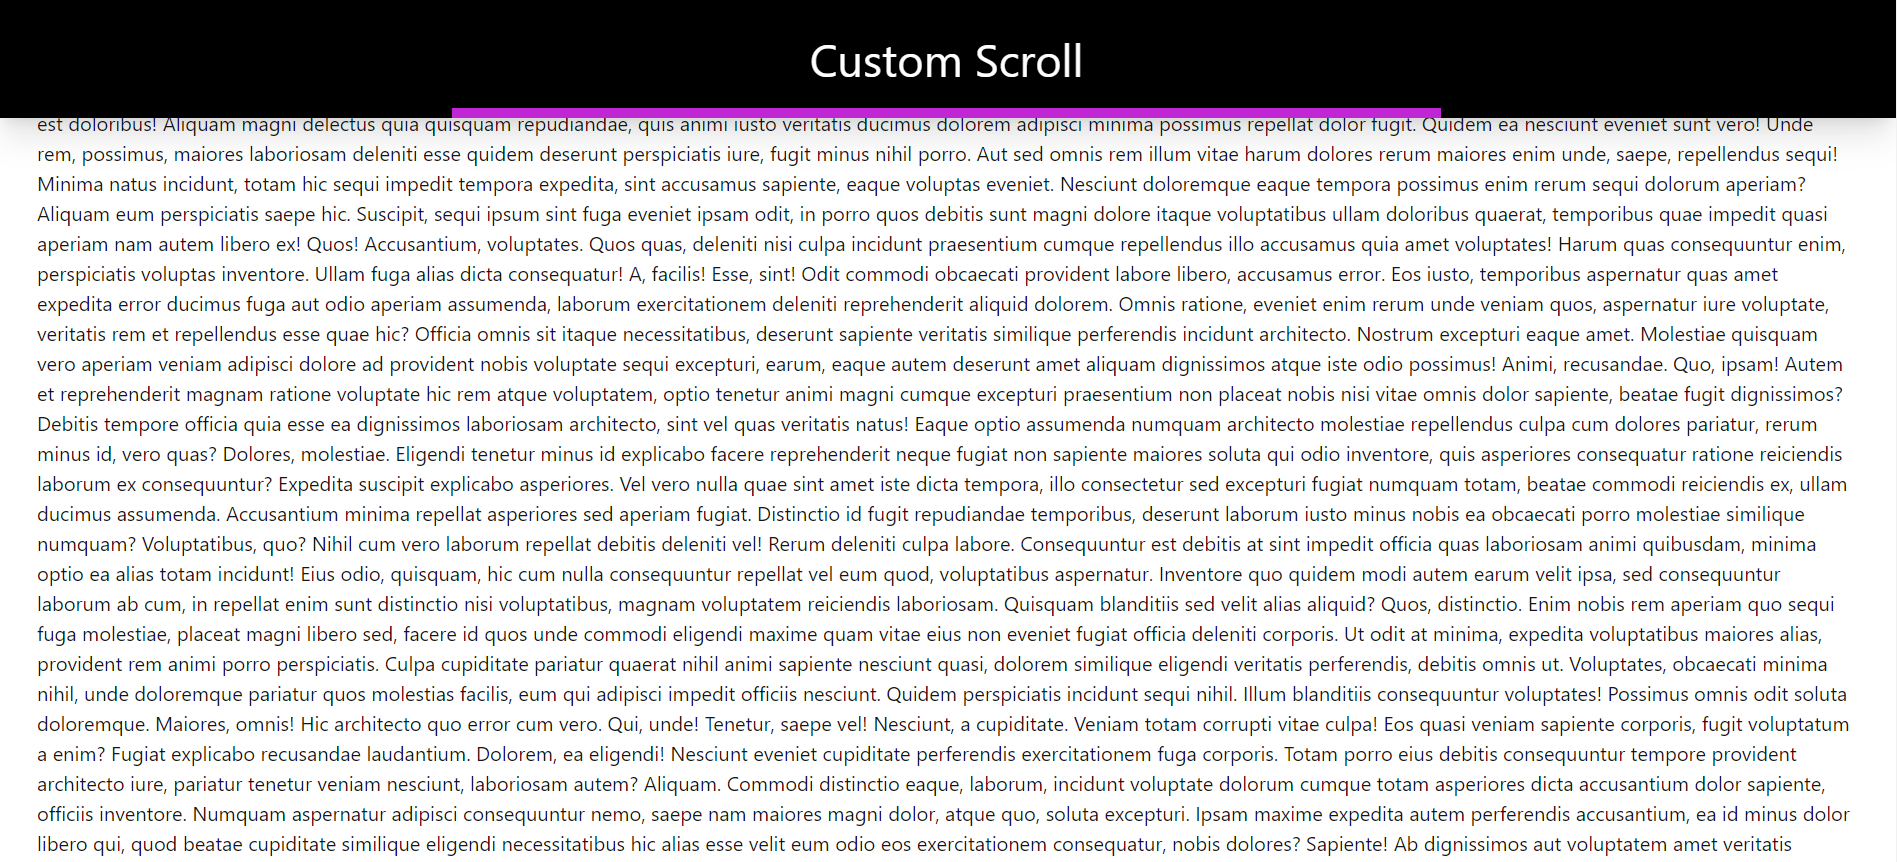 Custom Scroll
est doloribus! Aliquam magni delectus quia quisquam repudiandae, quis animi iusto veritatis ducimus dolorem adipisci minima possimus repellat dolor fugit. Quidem ea nesciunt eveniet sunt vero! Unde
rem, possimus, maiores laboriosam deleniti esse quidem deserunt perspiciatis iure, fugit minus nihil porro. Aut sed omnis rem illum vitae harum dolores rerum maiores enim unde, saepe, repellendus sequi!
Minima natus incidunt, totam hic sequi impedit tempora expedita, sint accusamus sapiente, eaque voluptas eveniet. Nesciunt doloremque eaque tempora possimus enim rerum sequi dolorum aperiam?
Aliquam eum perspiciatis saepe hic. Suscipit, sequi ipsum sint fuga eveniet ipsam odit, in porro quos debitis sunt magni dolore itaque voluptatibus ullam doloribus quaerat, temporibus quae impedit quasi
aperiam nam autem libero ex! Quos! Accusantium, voluptates. Quos quas, deleniti nisi culpa incidunt praesentium cumque repellendus illo accusamus quia amet voluptates! Harum quas consequuntur enim,
perspiciatis voluptas inventore. Ullam fuga alias dicta consequatur! A, facilis! Esse, sint! Odit commodi obcaecati provident labore libero, accusamus error. Eos iusto, temporibus aspernatur quas amet
expedita error ducimus fuga aut odio aperiam assumenda, laborum exercitationem deleniti reprehenderit aliquid dolorem. Omnis ratione, eveniet enim rerum unde veniam quos, aspernatur iure voluptate,
veritatis rem et repellendus esse quae hic? Officia omnis sit itaque necessitatibus, deserunt sapiente veritatis similique perferendis incidunt architecto. Nostrum excepturi eaque amet. Molestiae quisquam
vero aperiam veniam adipisci dolore ad provident nobis voluptate sequi excepturi, earum, eaque autem deserunt amet aliquam dignissimos atque iste odio possimus! Animi, recusandae. Quo, ipsam! Autem
et reprehenderit magnam ratione voluptate hic rem atque voluptatem, optio tenetur animi magni cumque excepturi praesentium non placeat nobis nisi vitae omnis dolor sapiente, beatae fugit dignissimos?
Debitis tempore officia quia esse ea dignissimos laboriosam architecto, sint vel quas veritatis natus! Eaque optio assumenda numquam architecto molestiae repellendus culpa cum dolores pariatur, rerum
minus id, vero quas? Dolores, molestiae. Eligendi tenetur minus id explicabo facere reprehenderit neque fugiat non sapiente maiores soluta qui odio inventore, quis asperiores consequatur ratione reiciendis
laborum ex consequuntur? Expedita suscipit explicabo asperiores. Vel vero nulla quae sint amet iste dicta tempora, illo consectetur sed excepturi fugiat numquam totam, beatae commodi reiciendis ex, ullam
ducimus assumenda. Accusantium minima repellat asperiores sed aperiam fugiat. Distinctio id fugit repudiandae temporibus, deserunt laborum iusto minus nobis ea obcaecati porro molestiae similique
numquam? Voluptatibus, quo? Nihil cum vero laborum repellat debitis deleniti vel! Rerum deleniti culpa labore. Consequuntur est debitis at sint impedit officia quas laboriosam animi quibusdam, minima
optio ea alias totam incidunt! Eius odio, quisquam, hic cum nulla consequuntur repellat vel eum quod, voluptatibus aspernatur. Inventore quo quidem modi autem earum velit ipsa, sed consequuntur
laborum ab cum, in repellat enim sunt distinctio nisi voluptatibus, magnam voluptatem reiciendis laboriosam. Quisquam blanditiis sed velit alias aliquid? Quos, distinctio. Enim nobis rem aperiam quo sequi
fuga molestiae, placeat magni libero sed, facere id quos unde commodi eligendi maxime quam vitae eius non eveniet fugiat officia deleniti corporis. Ut odit at minima, expedita voluptatibus maiores alias,
provident rem animi porro perspiciatis. Culpa cupiditate pariatur quaerat nihil animi sapiente nesciunt quasi, dolorem similique eligendi veritatis perferendis, debitis omnis ut. Voluptates, obcaecati minima
nihil, unde doloremque pariatur quos molestias facilis, eum qui adipisci impedit officiis nesciunt. Quidem perspiciatis incidunt sequi nihil. Illum blanditiis consequuntur voluptates! Possimus omnis odit soluta
doloremque. Maiores, omnis! Hic architecto quo error cum vero. Qui, unde! Tenetur, saepe vel! Nesciunt, a cupiditate. Veniam totam corrupti vitae culpa! Eos quasi veniam sapiente corporis, fugit voluptatum
a enim? Fugiat explicabo recusandae laudantium. Dolorem, ea eligendi! Nesciunt eveniet cupiditate perferendis exercitationem fuga corporis. Totam porro eius debitis consequuntur tempore provident
architecto iure, pariatur tenetur veniam nesciunt, laboriosam autem? Aliquam. Commodi distinctio eaque, laborum, incidunt voluptate dolorum cumque totam asperiores dicta accusantium dolor sapiente,
officiis inventore. Numquam aspernatur adipisci consequuntur nemo, saepe nam maiores magni dolor, atque quo, soluta excepturi. Ipsam maxime expedita autem perferendis accusantium, ea id minus dolor
libero qui, quod beatae cupiditate similique eligendi necessitatibus hic alias esse velit eum odio eos exercitationem consequatur, nobis dolores? Sapiente! Ab dignissimos aut voluptatem amet veritatis